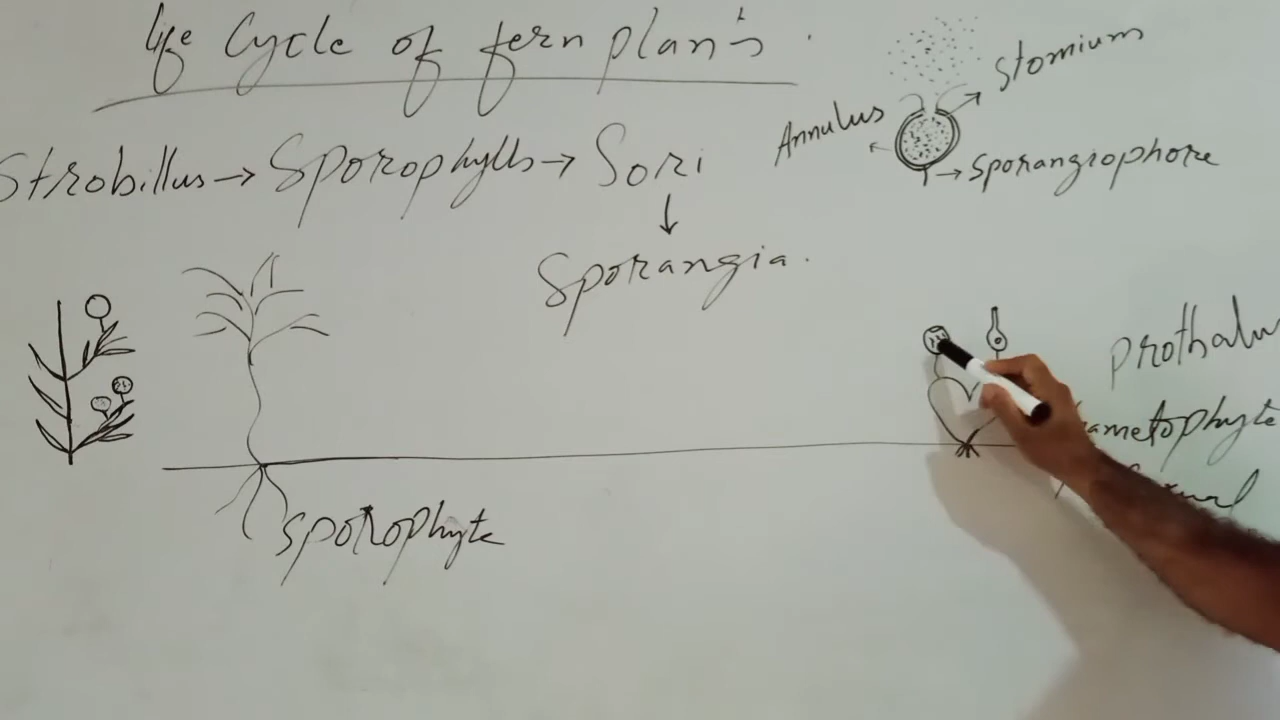 life Cycle of fern plants.
Strobillus → Sporophylls → Sori
↓
Sporangia.
Stomium
Annulus
→ Sporangiophore
Prothalu
ametophyte
sporophyte